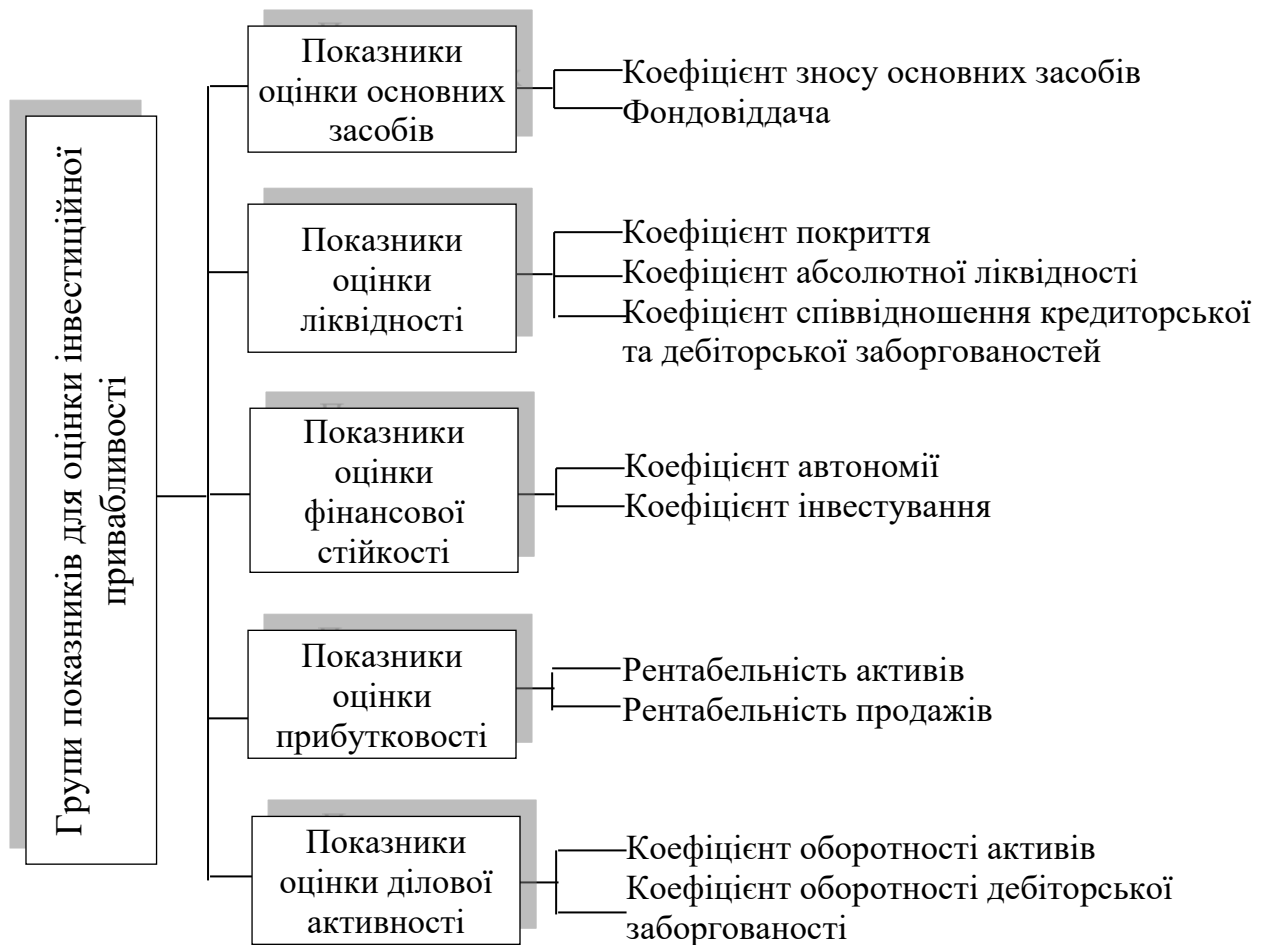 Групи показників для оцінки інвестиційної
привабливості
Показники
оцінки основних
засобів
Коефіцієнт зносу основних засобів
Фондовіддача
Показники
оцінки
ліквідності
Коефіцієнт покриття
Коефіцієнт абсолютної ліквідності
Коефіцієнт співвідношення кредиторської
та дебіторської заборгованостей
Показники
оцінки
фінансової
стійкості
Коефіцієнт автономії
Коефіцієнт інвестування
Показники
оцінки
прибутковості
Рентабельність активів
Рентабельність продажів
Показники
оцінки ділової
активності
Коефіцієнт оборотності активів
Коефіцієнт оборотності дебіторської
заборгованості